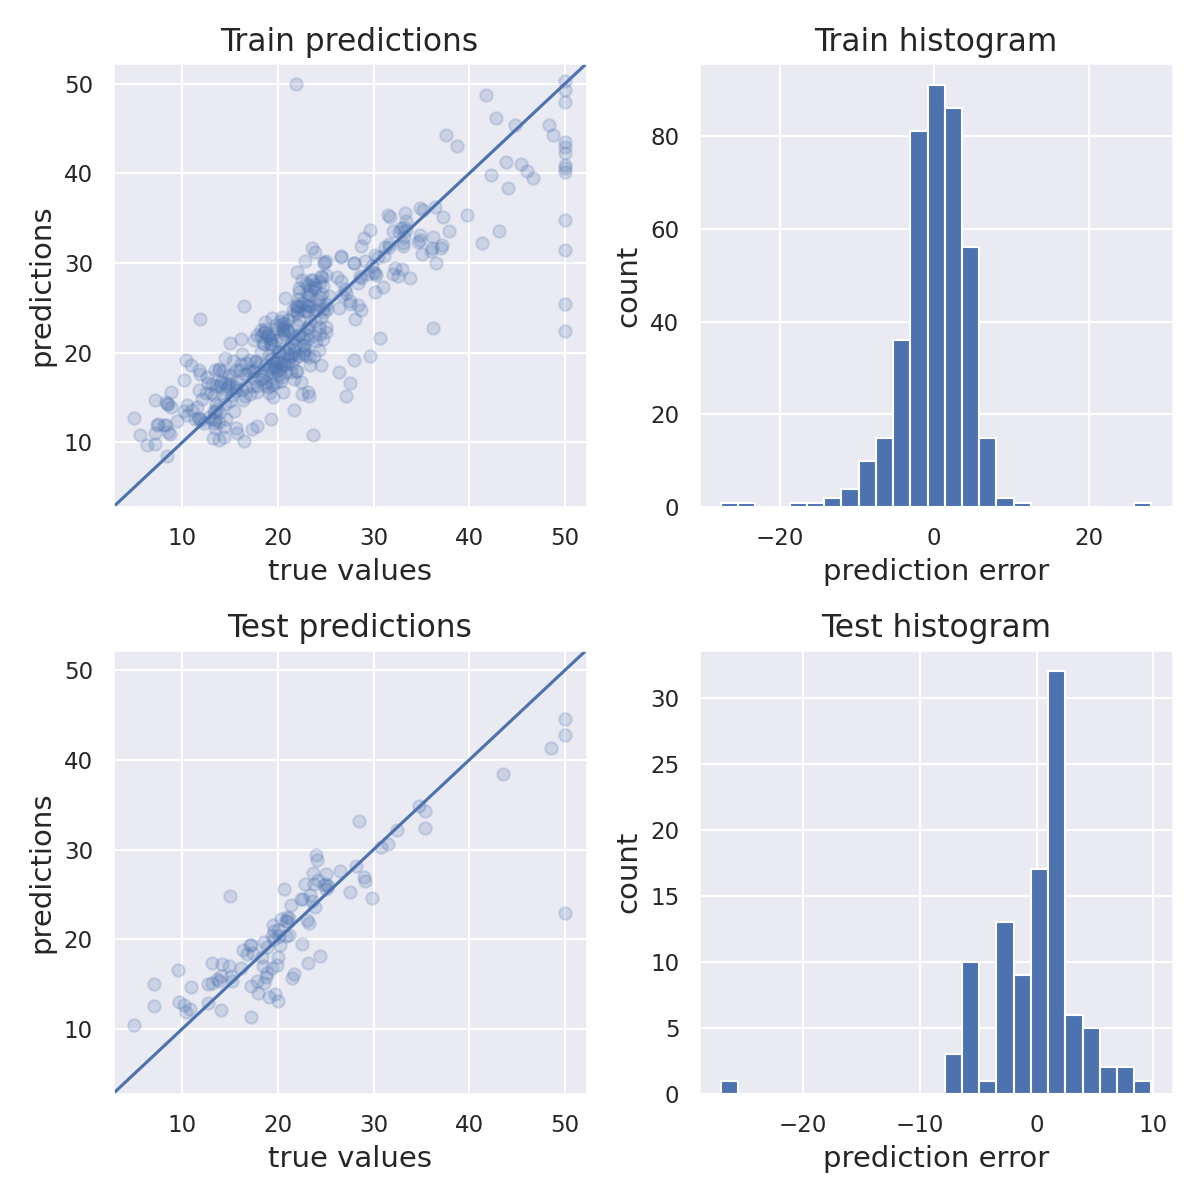 Train predictions
50
40
30
20
10
predictions
10 20 30 40 50
true values
Train histogram
80
60
40
20
0
count
−20 0 20
prediction error
Test predictions
50
40
30
20
10
predictions
10 20 30 40 50
true values
Test histogram
30
25
20
15
10
5
0
count
−20 −10 0 10
prediction error